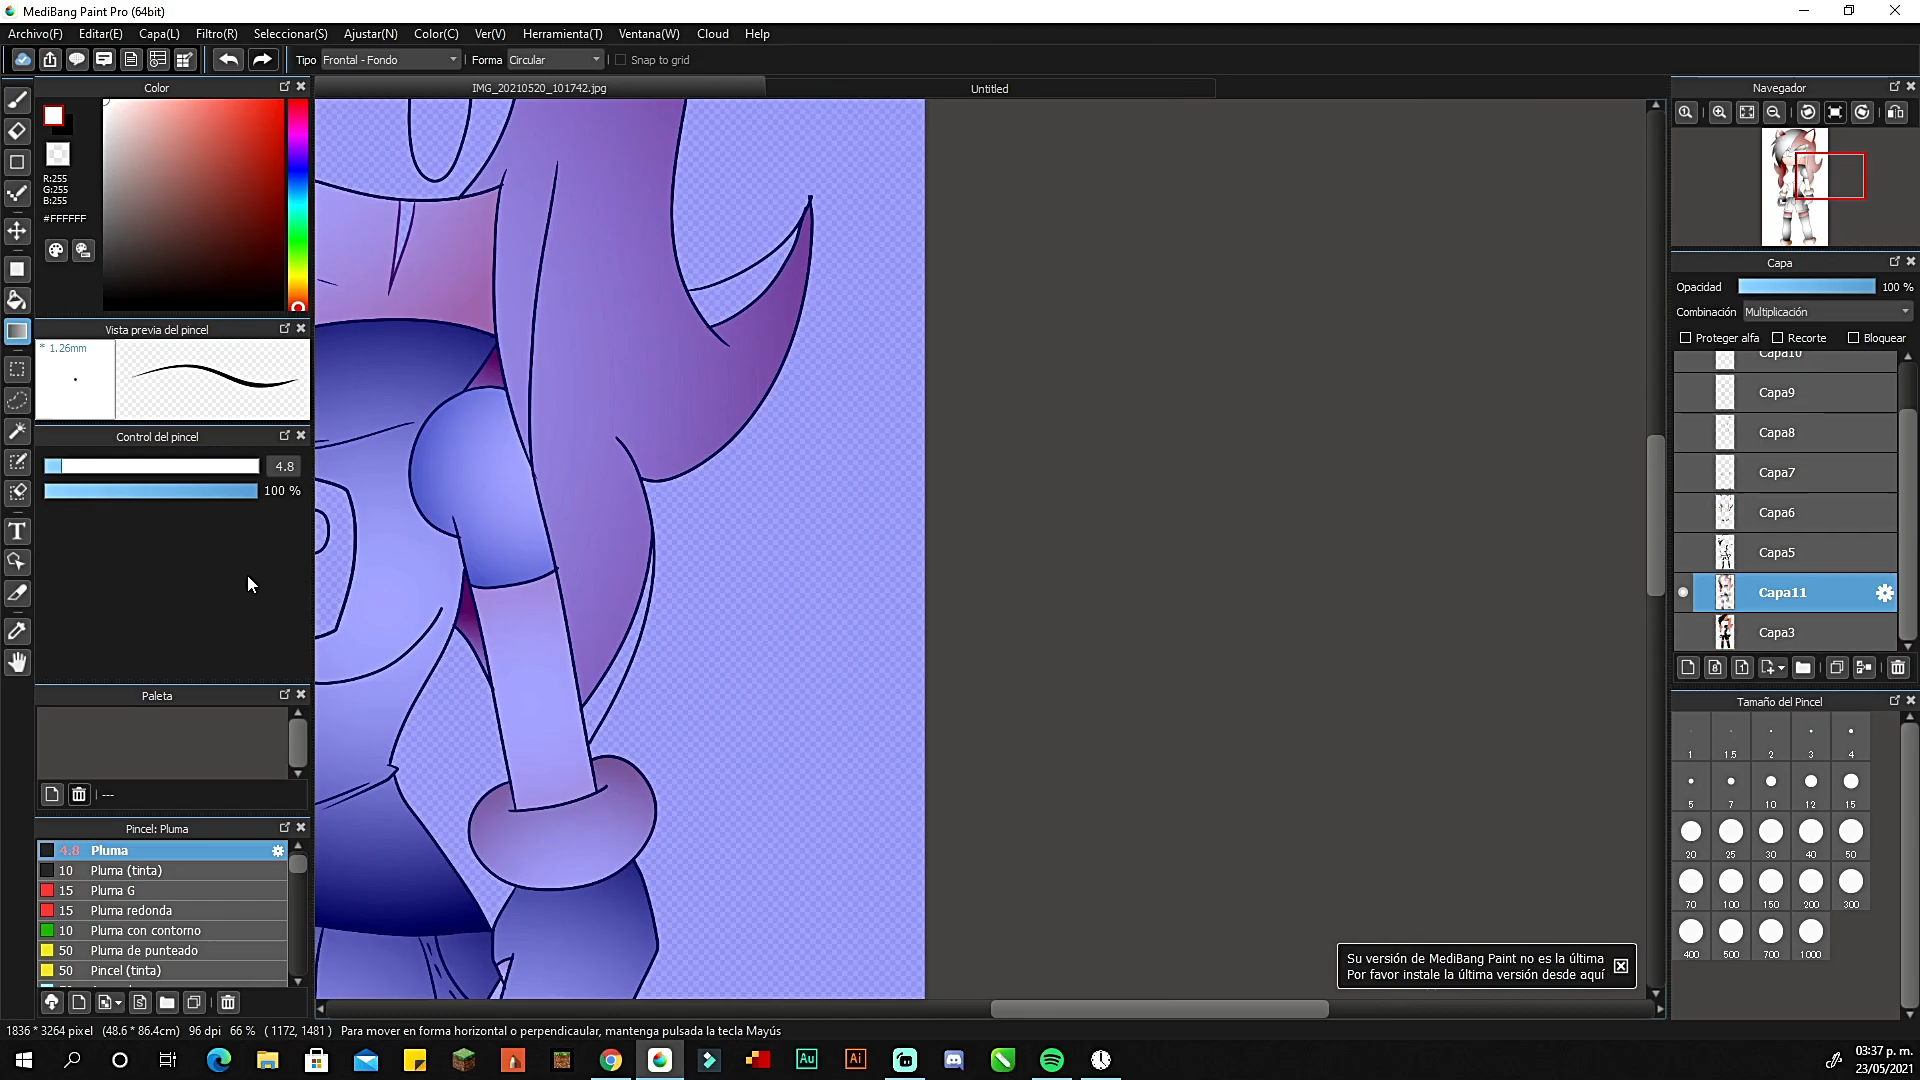 MediBang Paint Pro (64bit)
Archivo(F) Editar(E) Capa(L) Filtro(R) Seleccionar(S) Ajustar(N) Color(C) Ver(V) Herramienta(T) Ventana(W) Cloud Help
Tipo Frontal - Fondo Forma Circular Snap to grid
Color
IMG_20210520_101742.jpg
Untitled
Navegador
R:255
G:255
B:255
#FFFFFF
Capa
Opacidad 100 %
Combinación Multiplicación
Proteger alfa Recorte Bloquear
Capa10
Capa9
Capa8
Capa7
Capa6
Capa5
Capa11
Capa3
Vista previa del pincel
* 1.26mm
Control del pincel
4.8
100 %
Paleta
---
Pincel: Pluma
4.8 Pluma
10 Pluma (tinta)
15 Pluma G
15 Pluma redonda
10 Pluma con contorno
50 Pluma de punteado
50 Pincel (tinta)
Tamaño del Pincel
1 1.5 2 3 4
5 7 10 12 15
20 25 30 40 50
70 100 150 200 300
400 500 700 1000
Su versión de MediBang Paint no es la última
Por favor instale la última versión desde aquí
1836 * 3264 pixel (48.6 * 86.4cm) 96 dpi 66 % ( 1172, 1481 ) Para mover en forma horizontal o perpendicaular, mantenga pulsada la tecla Mayús
Au
Ai
03:37 p. m.
23/05/2021